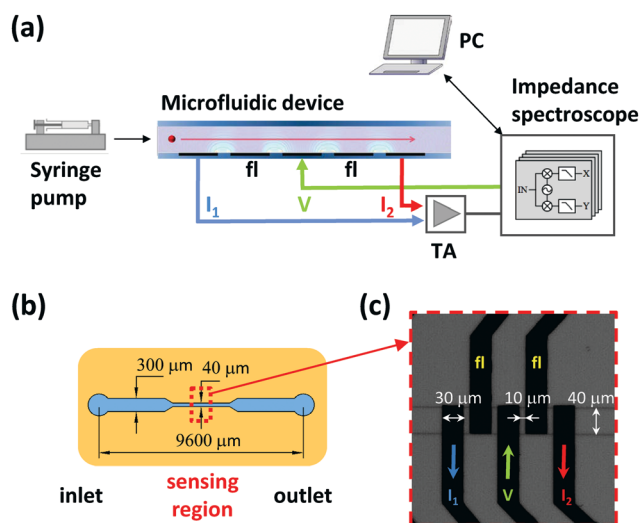 (a)
PC
Impedance
spectroscope
Microfluidic device
Syringe
pump
fl
fl
I1
V
I2
TA
IN
X
Y
(b)
300 μm
40 μm
9600 μm
inlet
sensing
region
outlet
(c)
fl
fl
30 μm
10 μm
40 μm
I1
V
I2